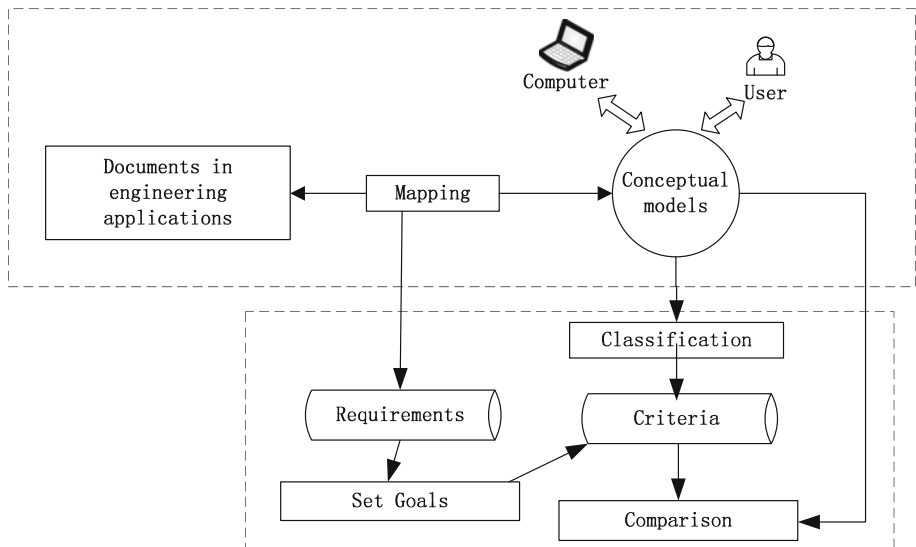 Computer
User
Documents in
engineering
applications
Mapping
Conceptual
models
Classification
Requirements
Criteria
Set Goals
Comparison